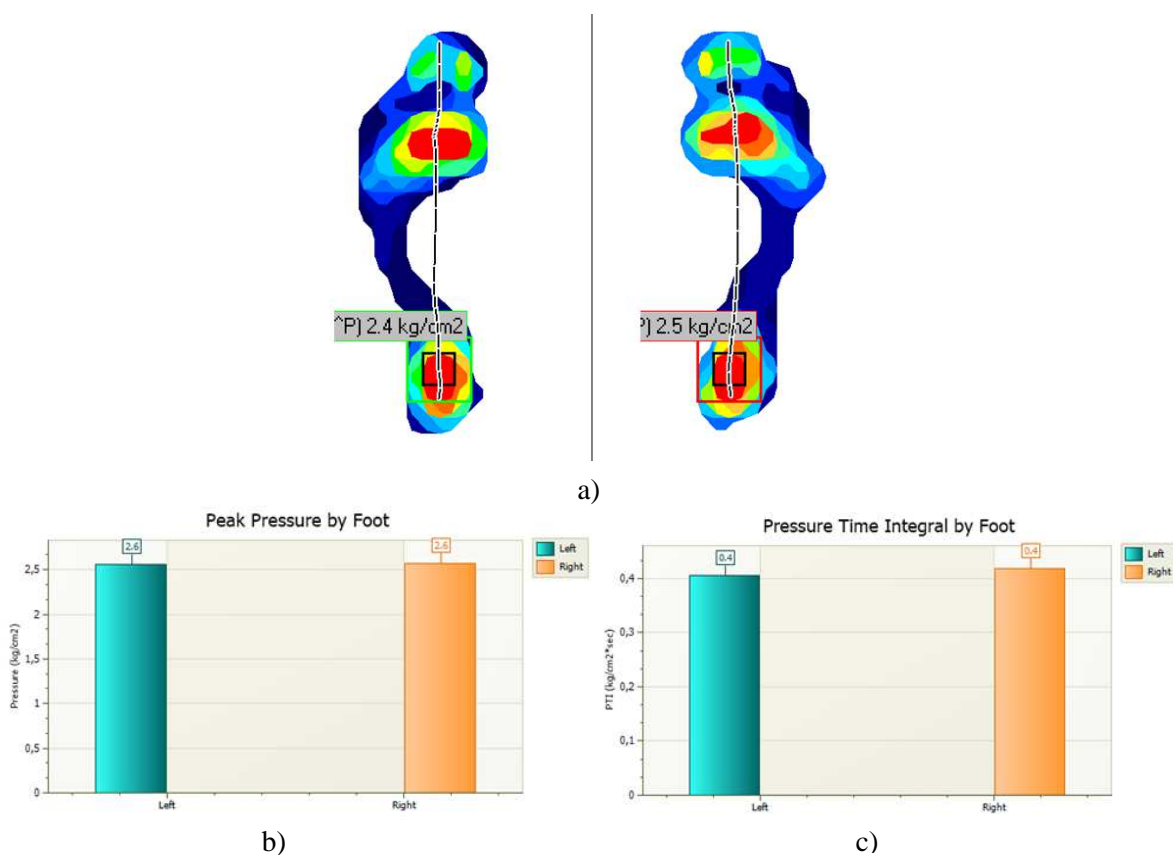 ^P) 2.4 kg/cm2
P) 2.5 kg/cm2
a)
Peak Pressure by Foot
2.6
2.6
Left
Right
Pressure (kg/cm2)
2,5
2
1,5
1
0,5
0
Left
Right
b)
Pressure Time Integral by Foot
0.4
0.4
Left
Right
PTI (kg/cm2*sec)
0,4
0,3
0,2
0,1
0
Left
Right
c)